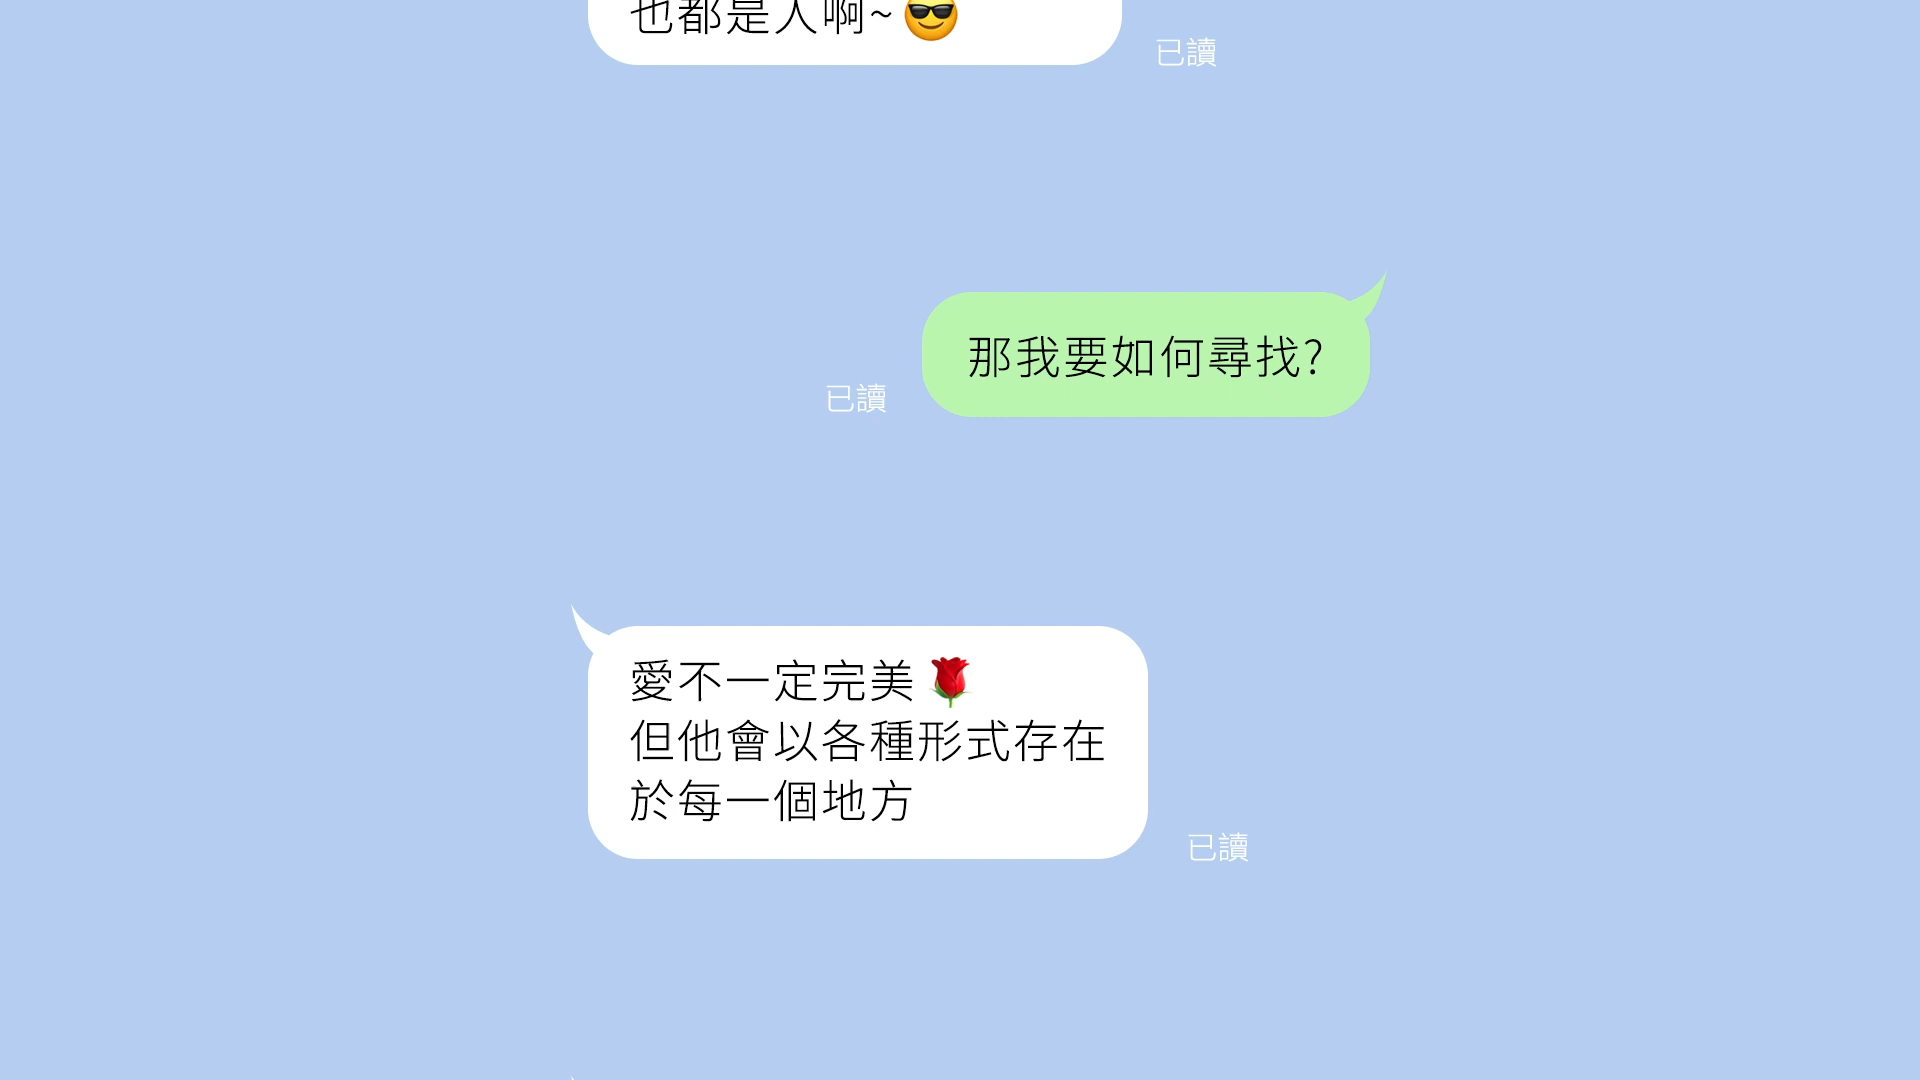 也都是人啊~😎
已讀
那我要如何尋找?
已讀
愛不一定完美🌹
但他會以各種形式存在
於每一個地方
已讀